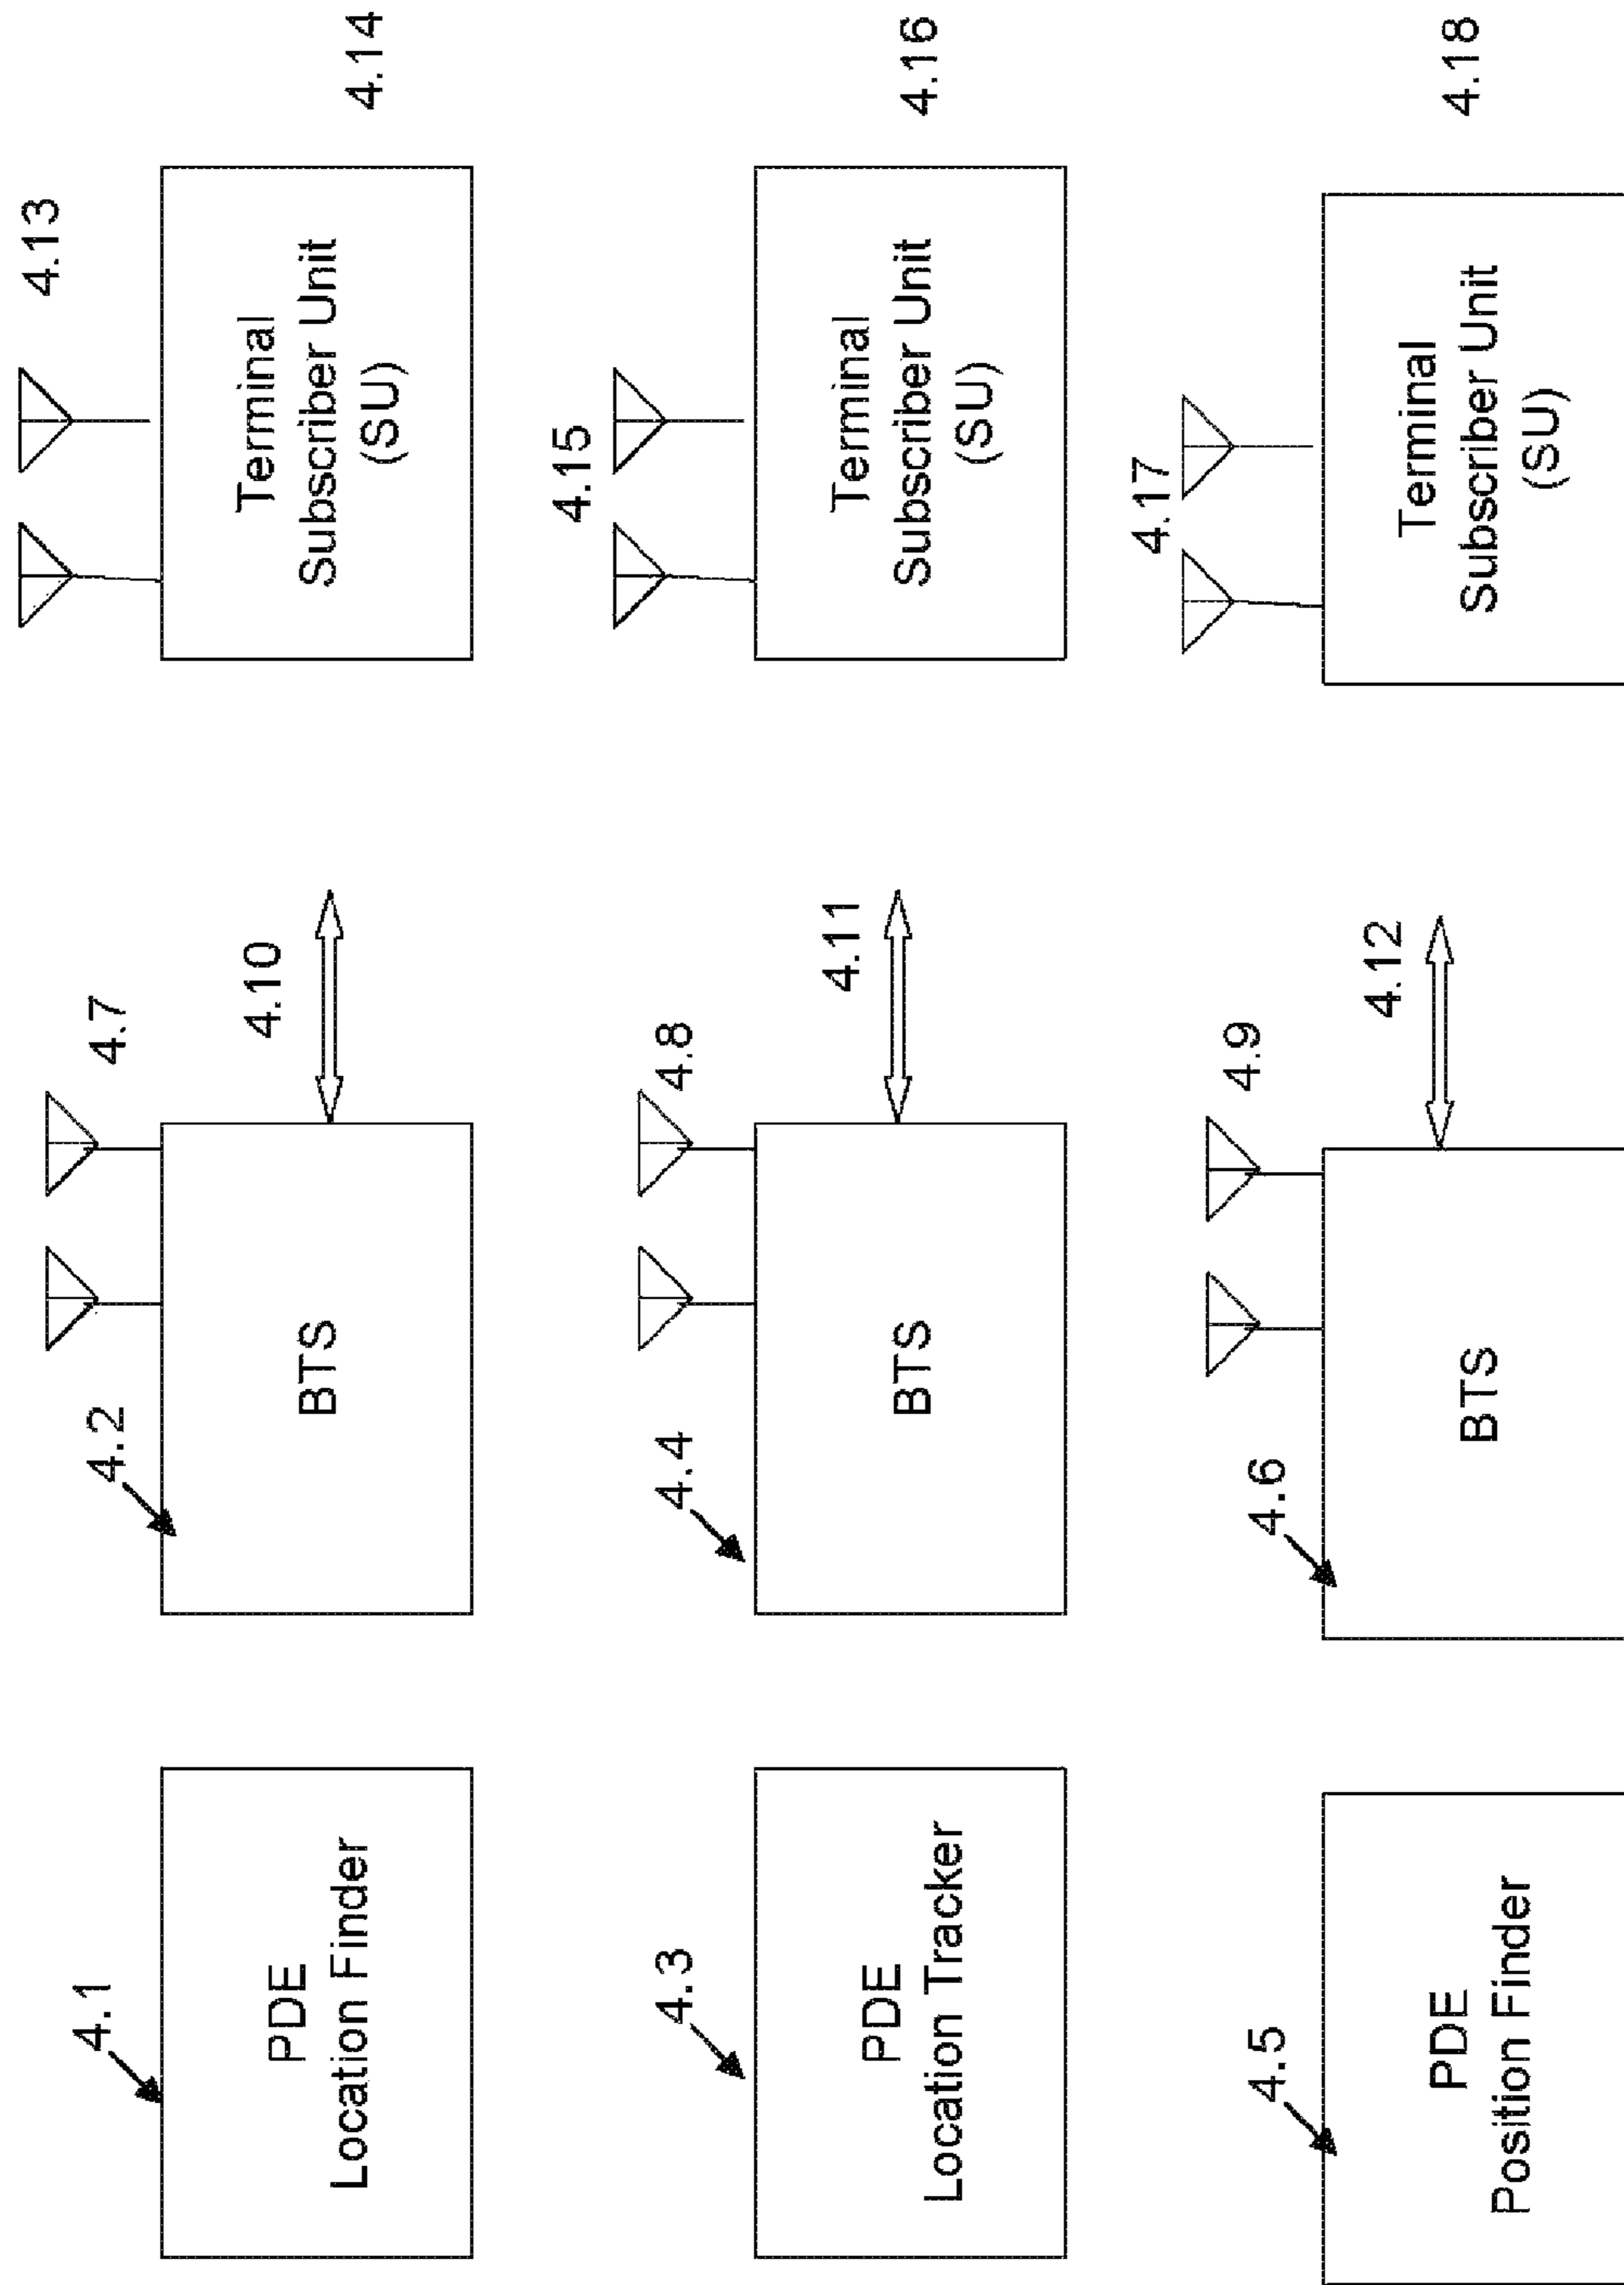 4.1
PDE
Location Finder
4.2
BTS
4.7
4.10
4.13
Terminal
Subscriber Unit
(SU)
4.14
4.3
PDE
Location Tracker
4.4
BTS
4.8
4.11
4.15
Terminal
Subscriber Unit
(SU)
4.16
4.5
PDE
Position Finder
4.6
BTS
4.9
4.12
4.17
Terminal
Subscriber Unit
(SU)
4.18